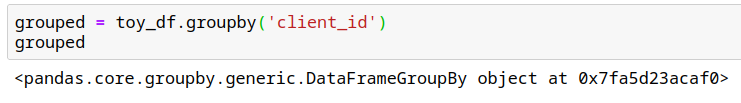 grouped = toy_df.groupby('client_id')
grouped
<pandas.core.groupby.generic.DataFrameGroupBy object at 0x7fa5d23acaf0>